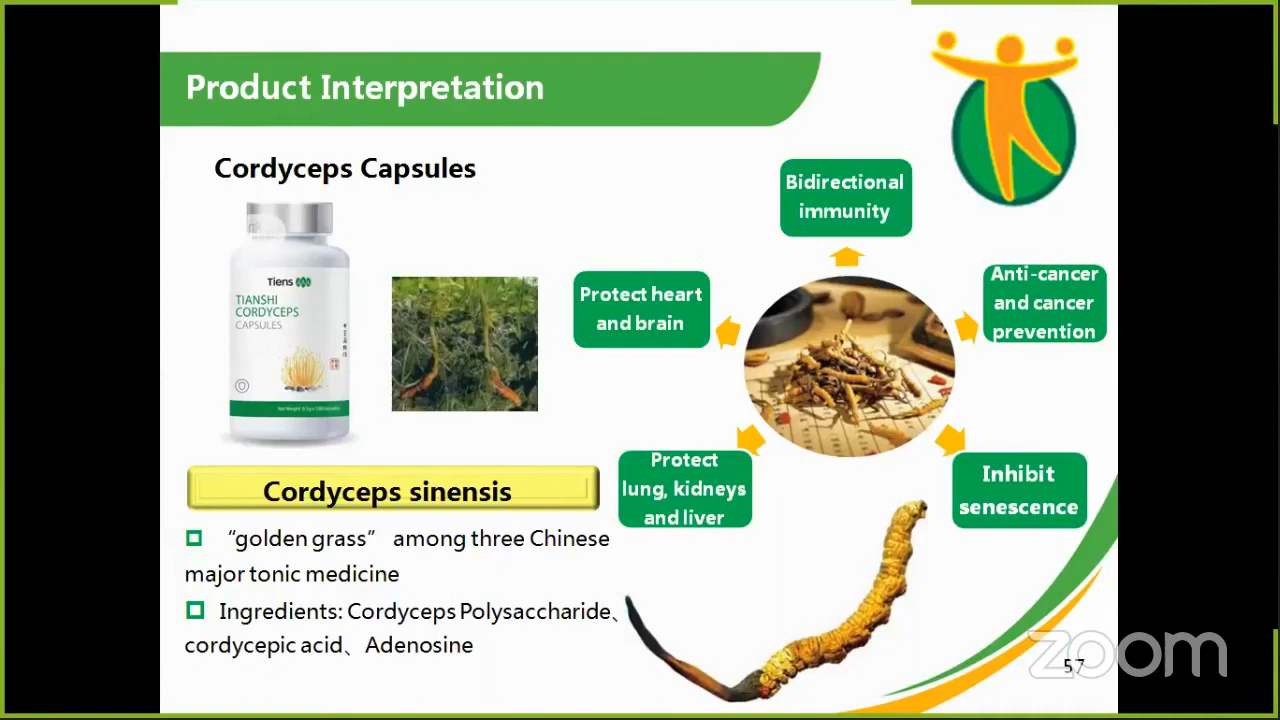 Product Interpretation
Cordyceps Capsules
Tiens
TIANSHI
CORDYCEPS
CAPSULES
Bidirectional
immunity
Protect heart
and brain
Anti-cancer
and cancer
prevention
Protect
lung, kidneys
and liver
Inhibit
senescence
Cordyceps sinensis
“golden grass” among three Chinese
major tonic medicine
Ingredients: Cordyceps Polysaccharide、
cordycepic acid、Adenosine
57
zoom